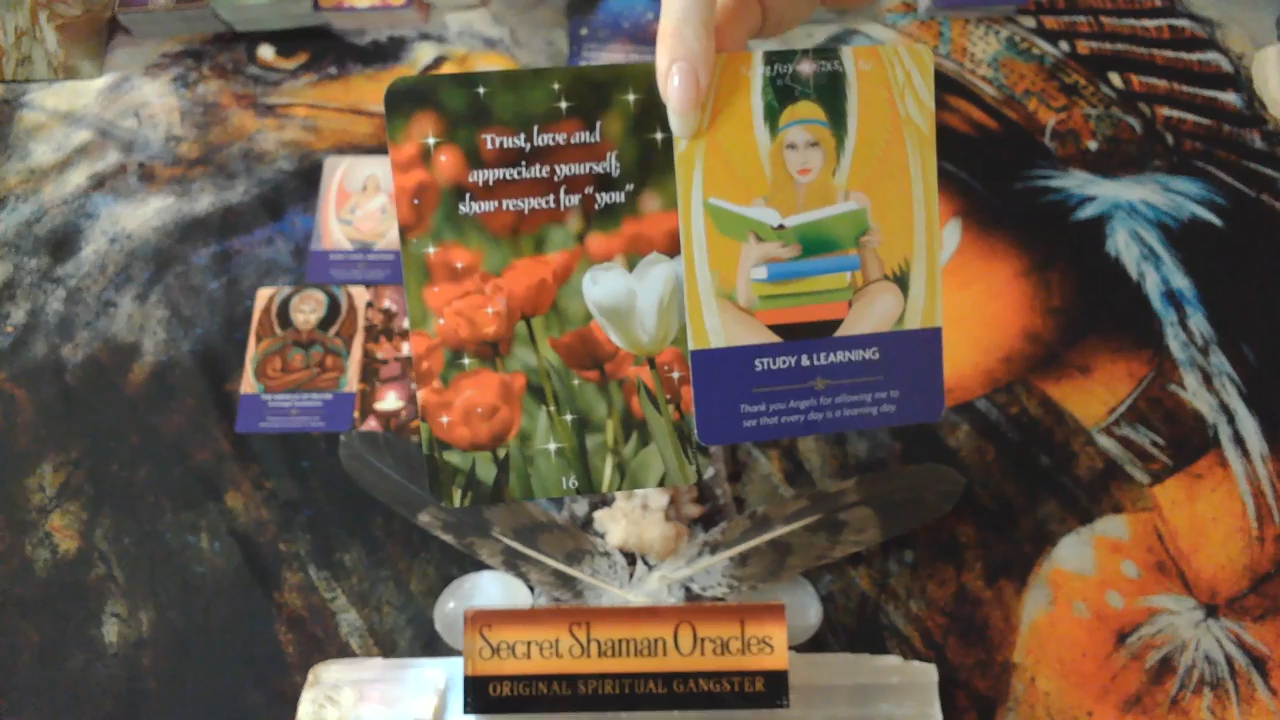 Trust, love and
appreciate yourself;
show respect for "you"
16
STUDY & LEARNING
Thank you Angels for allowing me to
see that every day is a learning day
Secret Shaman Oracles
ORIGINAL SPIRITUAL GANGSTER